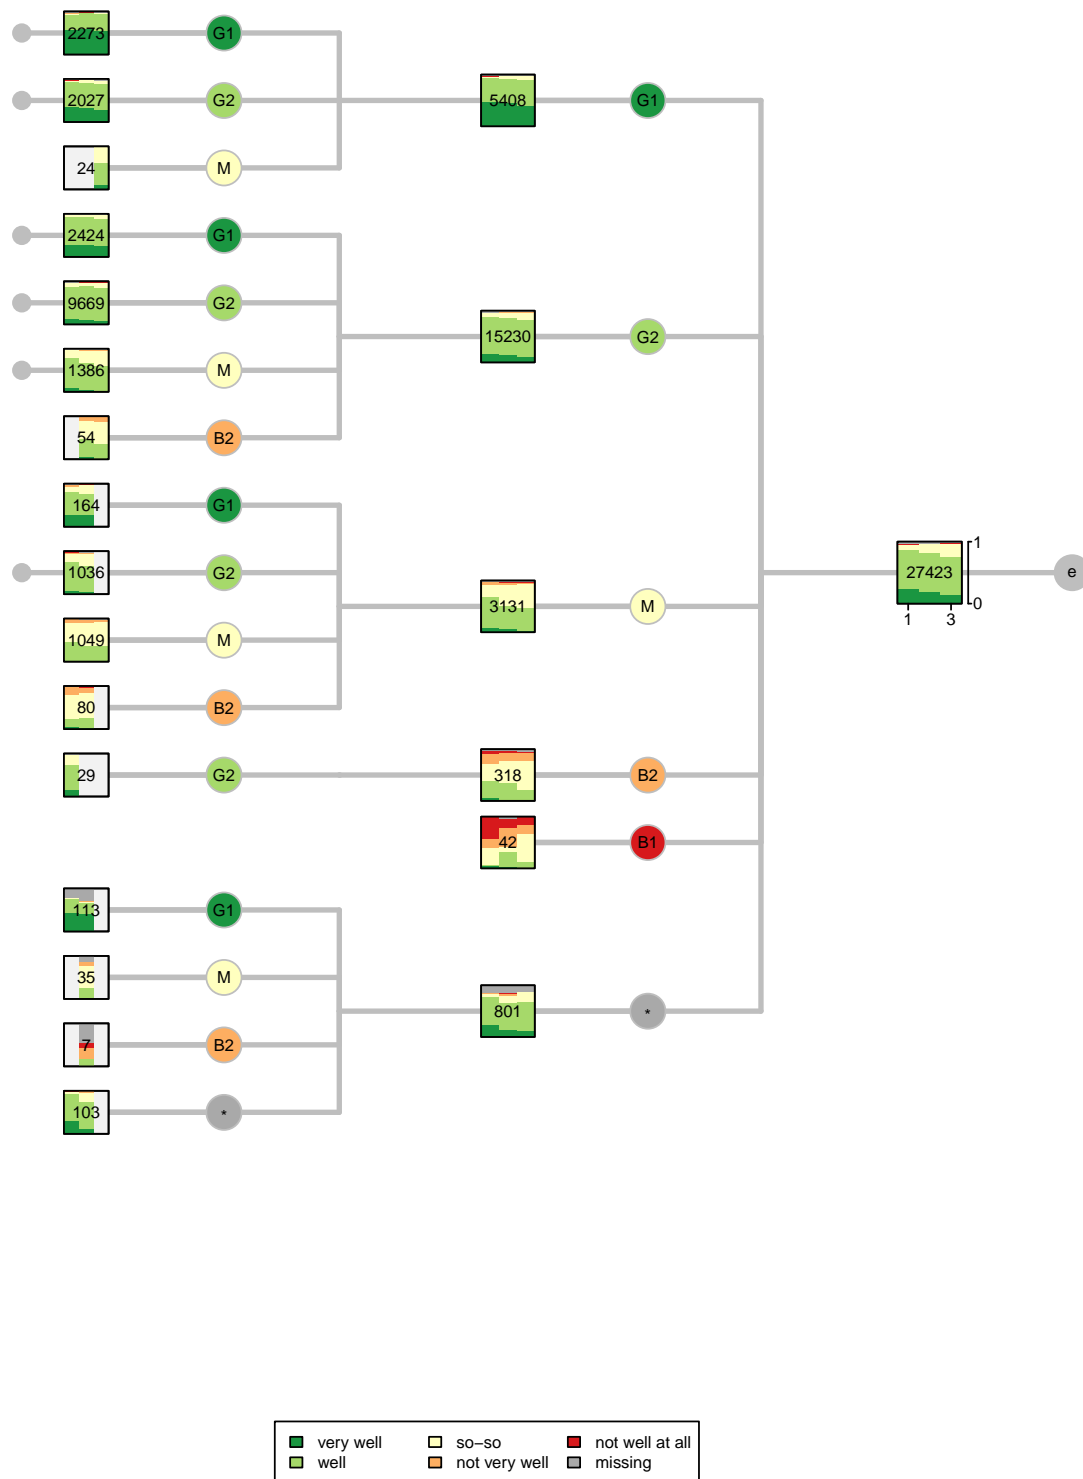 2273 G1
5408 G1
2027 G2
24 M
2424 G1
9669 G2
15230 G2
1386 M
54 B2
164 G1
1036 G2
27423 1 0 e
1 3
3131 M
1049 M
80 B2
29 G2 318 B2
42 B1
113 G1
35 M
801 *
7 B2
103 *
very well so–so not well at all
well not very well missing